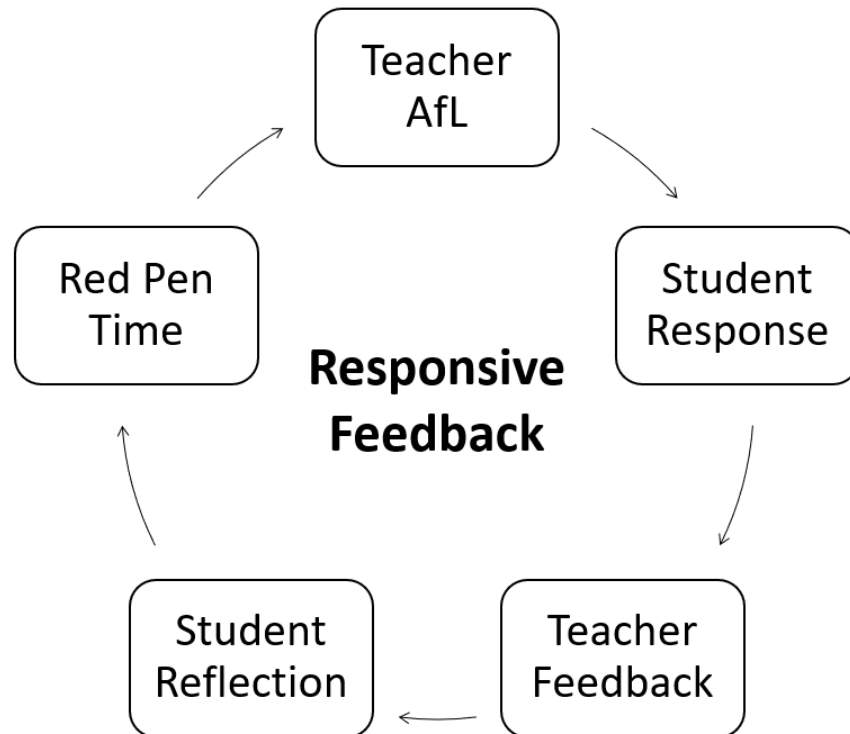 Teacher
AfL
Student
Response
Teacher
Feedback
Student
Reflection
Red Pen
Time
Responsive
Feedback